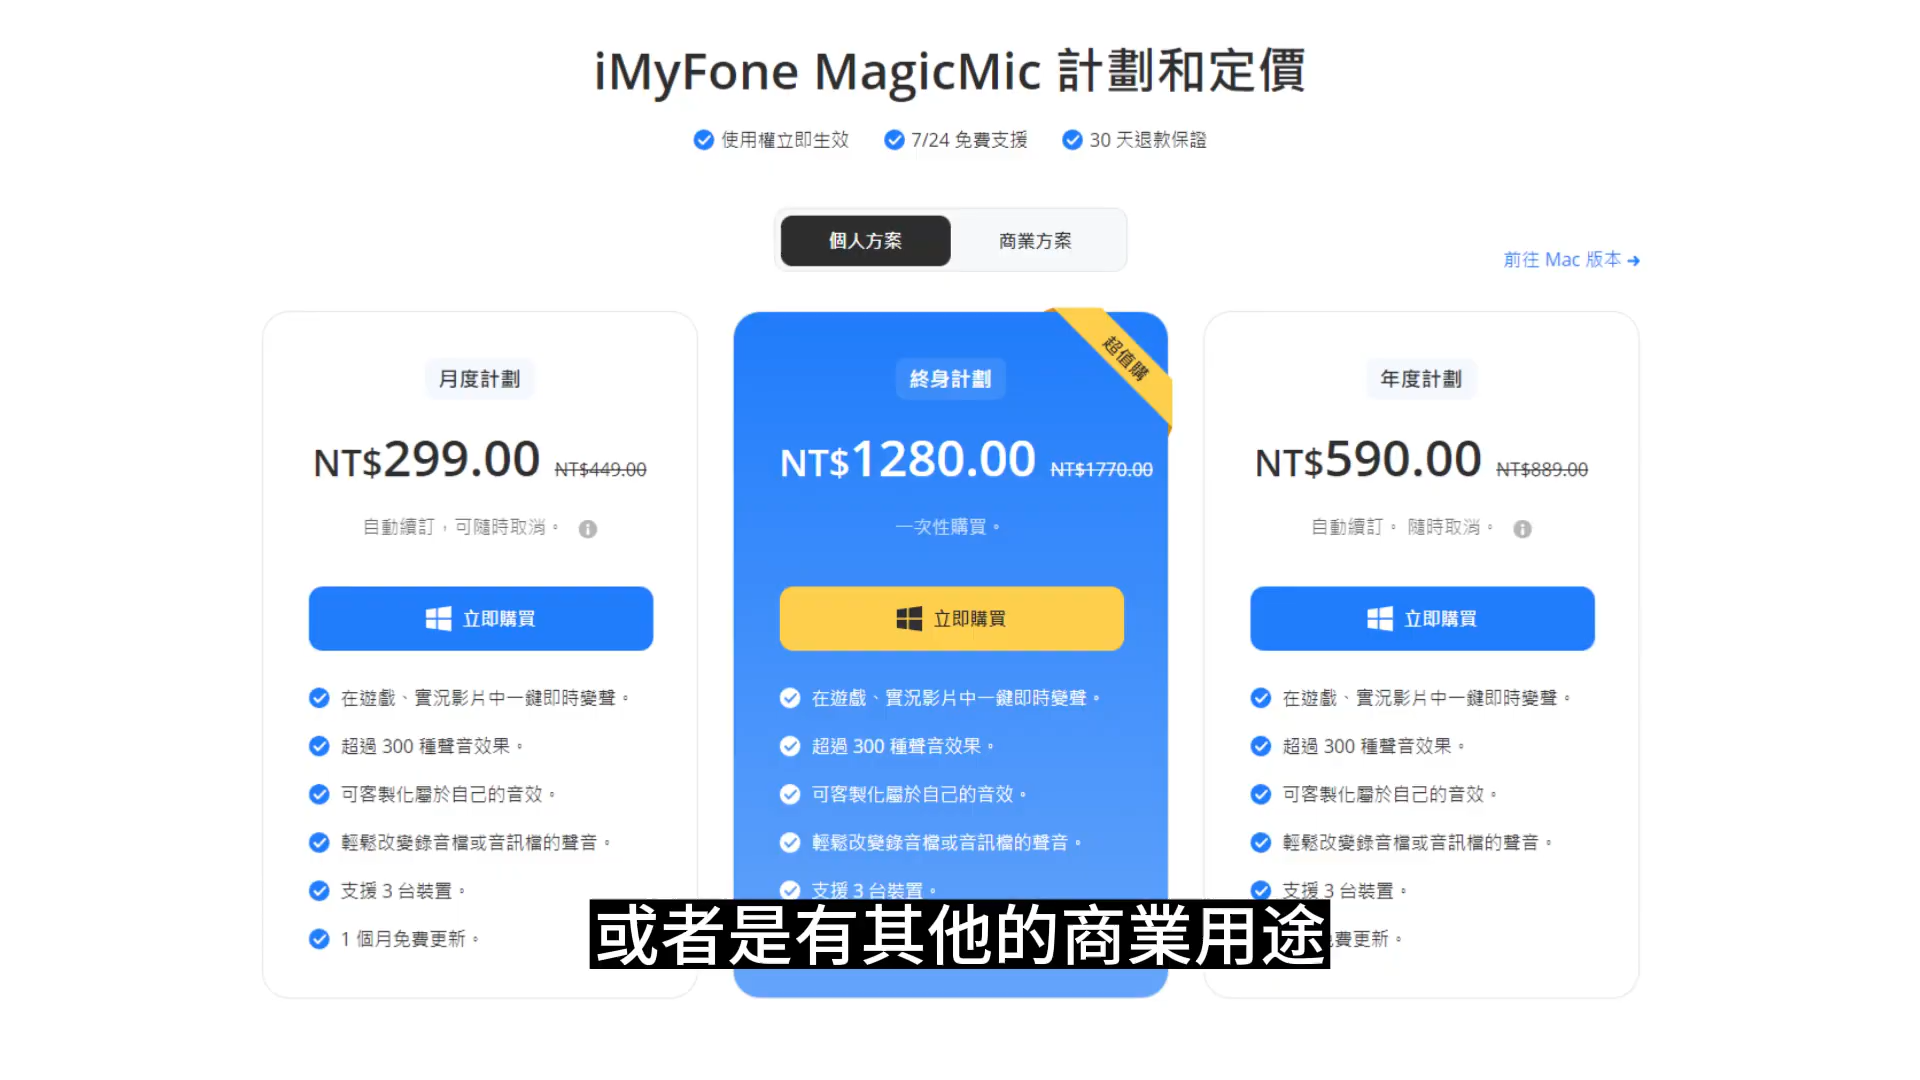 iMyFone MagicMic 計劃和定價
使用權立即生效 7/24 免費支援 30 天退款保證
個人方案 商業方案
前往 Mac 版本
月度計劃
NT$299.00 NT$449.00
自動續訂，可隨時取消。
立即購買
在遊戲、實況影片中一鍵即時變聲。
超過 300 種聲音效果。
可客製化屬於自己的音效。
輕鬆改變錄音檔或音訊檔的聲音。
支援 3 台裝置。
1 個月免費更新。
超值購
終身計劃
NT$1280.00 NT$1770.00
一次性購買。
立即購買
在遊戲、實況影片中一鍵即時變聲。
超過 300 種聲音效果。
可客製化屬於自己的音效。
輕鬆改變錄音檔或音訊檔的聲音。
支援 3 台裝置。
年度計劃
NT$590.00 NT$889.00
自動續訂。 隨時取消。
立即購買
在遊戲、實況影片中一鍵即時變聲。
超過 300 種聲音效果。
可客製化屬於自己的音效。
輕鬆改變錄音檔或音訊檔的聲音。
支援 3 台裝置。
費更新。
或者是有其他的商業用途